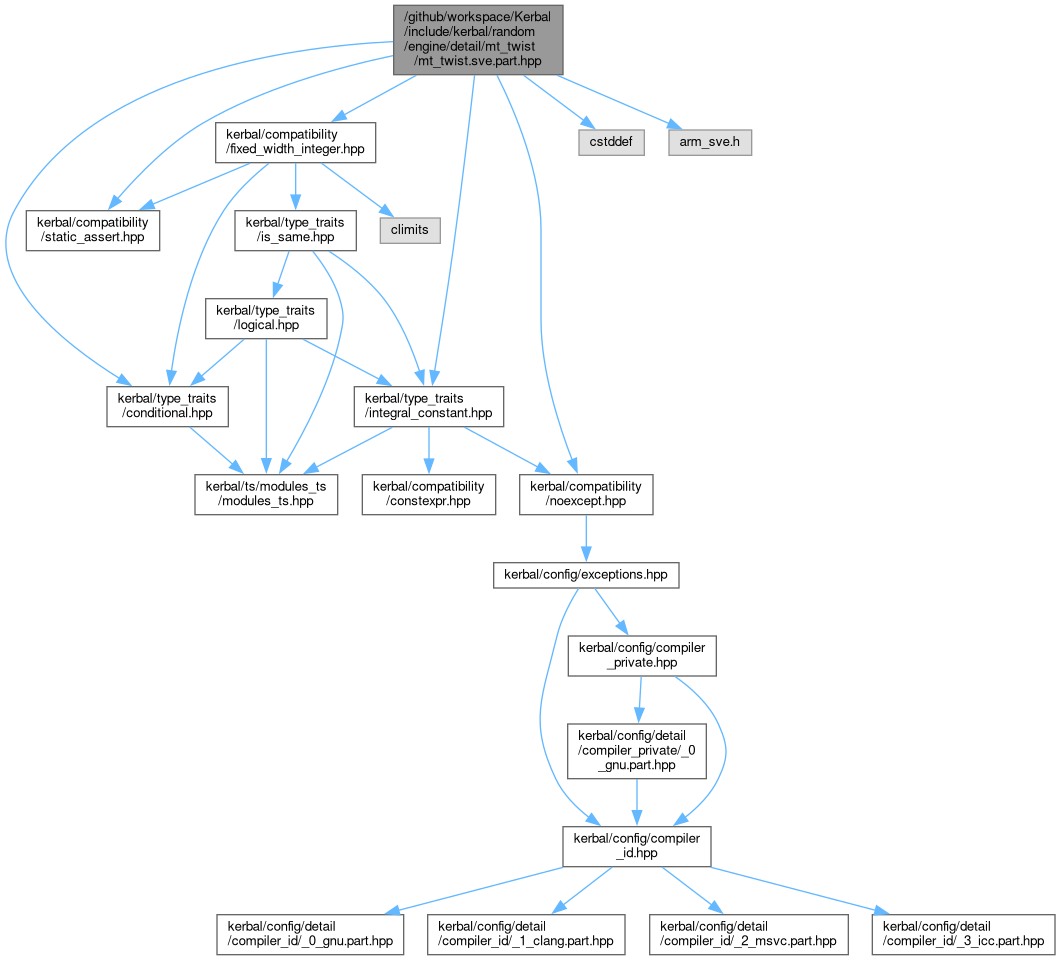 /github/workspace/Kerbal
/include/kerbal/random
/engine/detail/mt_twist
/mt_twist.sve.part.hpp
kerbal/compatibility
/fixed_width_integer.hpp
cstddef
arm_sve.h
kerbal/compatibility
/static_assert.hpp
kerbal/type_traits
/is_same.hpp
climits
kerbal/type_traits
/logical.hpp
kerbal/type_traits
/conditional.hpp
kerbal/type_traits
/integral_constant.hpp
kerbal/ts/modules_ts
/modules_ts.hpp
kerbal/compatibility
/constexpr.hpp
kerbal/compatibility
/noexcept.hpp
kerbal/config/exceptions.hpp
kerbal/config/compiler
_private.hpp
kerbal/config/detail
/compiler_private/_0
_gnu.part.hpp
kerbal/config/compiler
_id.hpp
kerbal/config/detail
/compiler_id/_0_gnu.part.hpp
kerbal/config/detail
/compiler_id/_1_clang.part.hpp
kerbal/config/detail
/compiler_id/_2_msvc.part.hpp
kerbal/config/detail
/compiler_id/_3_icc.part.hpp